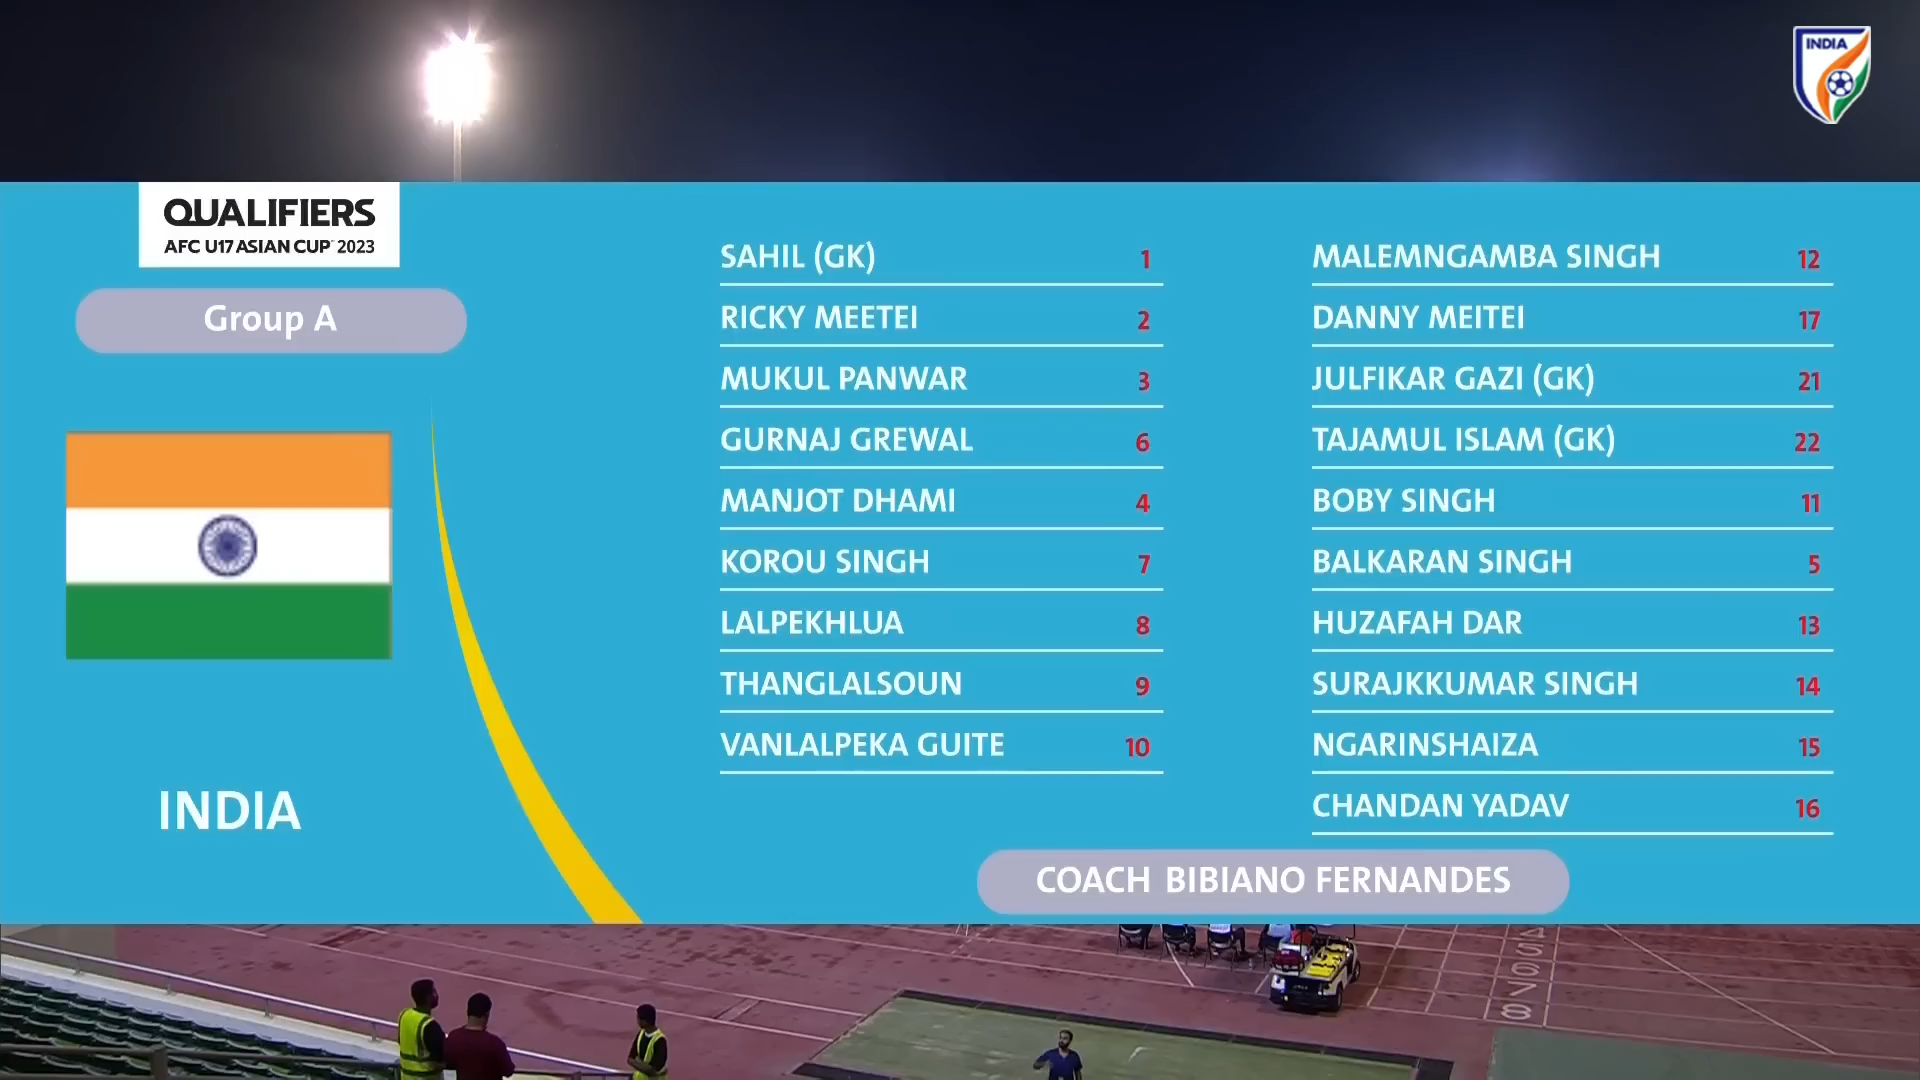 INDIA
QUALIFIERS
AFC U17 ASIAN CUP 2023
Group A
INDIA
SAHIL (GK) 1
RICKY MEETEI 2
MUKUL PANWAR 3
GURNAJ GREWAL 6
MANJOT DHAMI 4
KOROU SINGH 7
LALPEKHLUA 8
THANGLALSOUN 9
VANLALPEKA GUITE 10
MALEMNGAMBA SINGH 12
DANNY MEITEI 17
JULFIKAR GAZI (GK) 21
TAJAMUL ISLAM (GK) 22
BOBY SINGH 11
BALKARAN SINGH 5
HUZAFAH DAR 13
SURAJKKUMAR SINGH 14
NGARINSHAIZA 15
CHANDAN YADAV 16
COACH BIBIANO FERNANDES